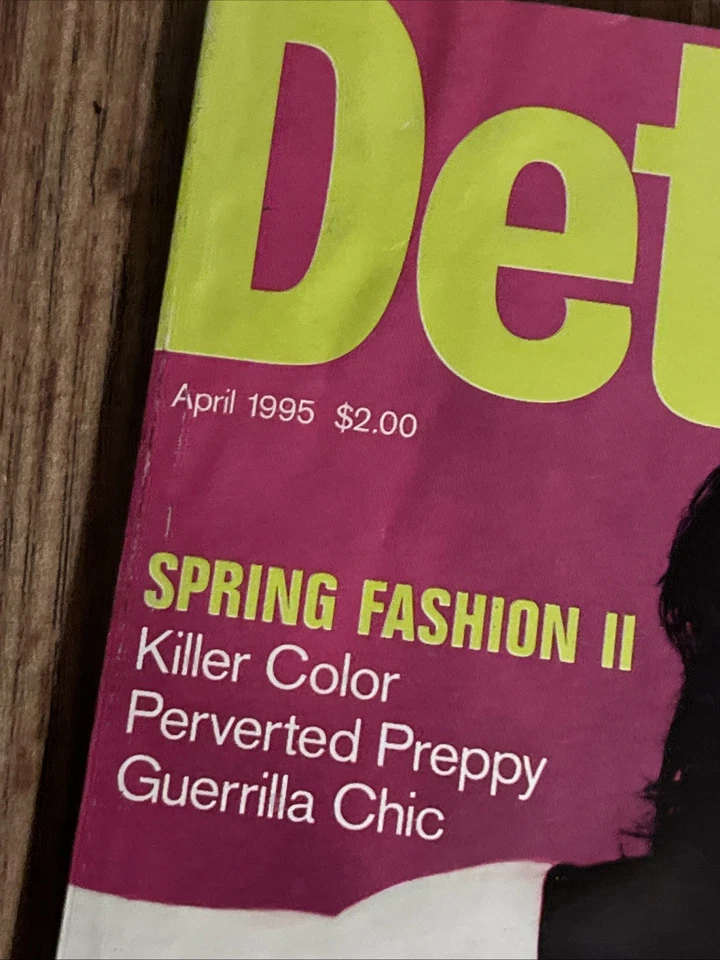 Det
April 1995 $2.00
SPRING FASHION II
Killer Color
Perverted Preppy
Guerrilla Chic